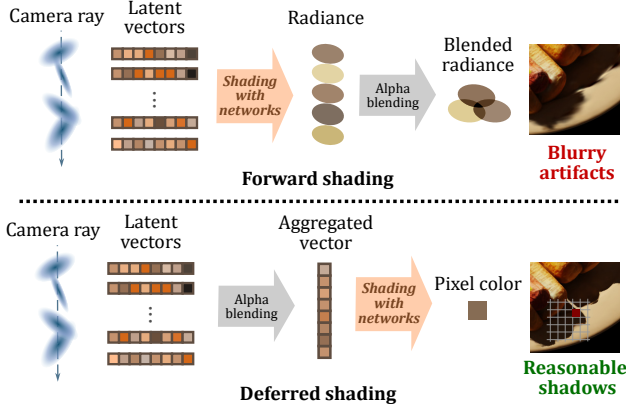 Camera ray
Latent
vectors
Shading
with
networks
Radiance
Alpha
blending
Blended
radiance
Blurry
artifacts
Forward shading
Camera ray
Latent
vectors
Alpha
blending
Aggregated
vector
Shading
with
networks
Pixel color
Reasonable
shadows
Deferred shading